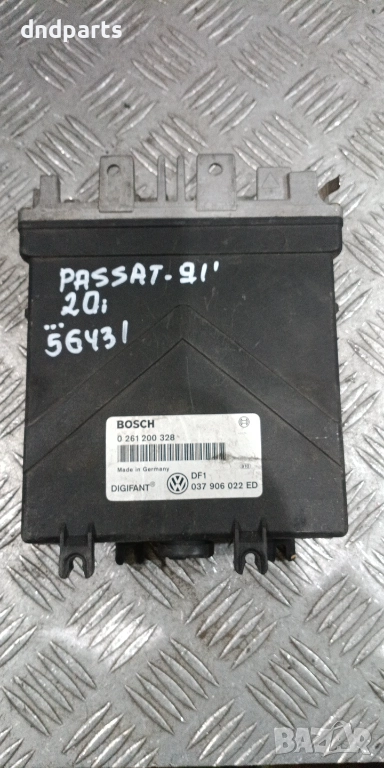 dndparts
PASSAT-91'
20i
...56431
BOSCH
0 261 200 328
Made in Germany
DIGIFANT® DF1
037 906 022 ED
bazar